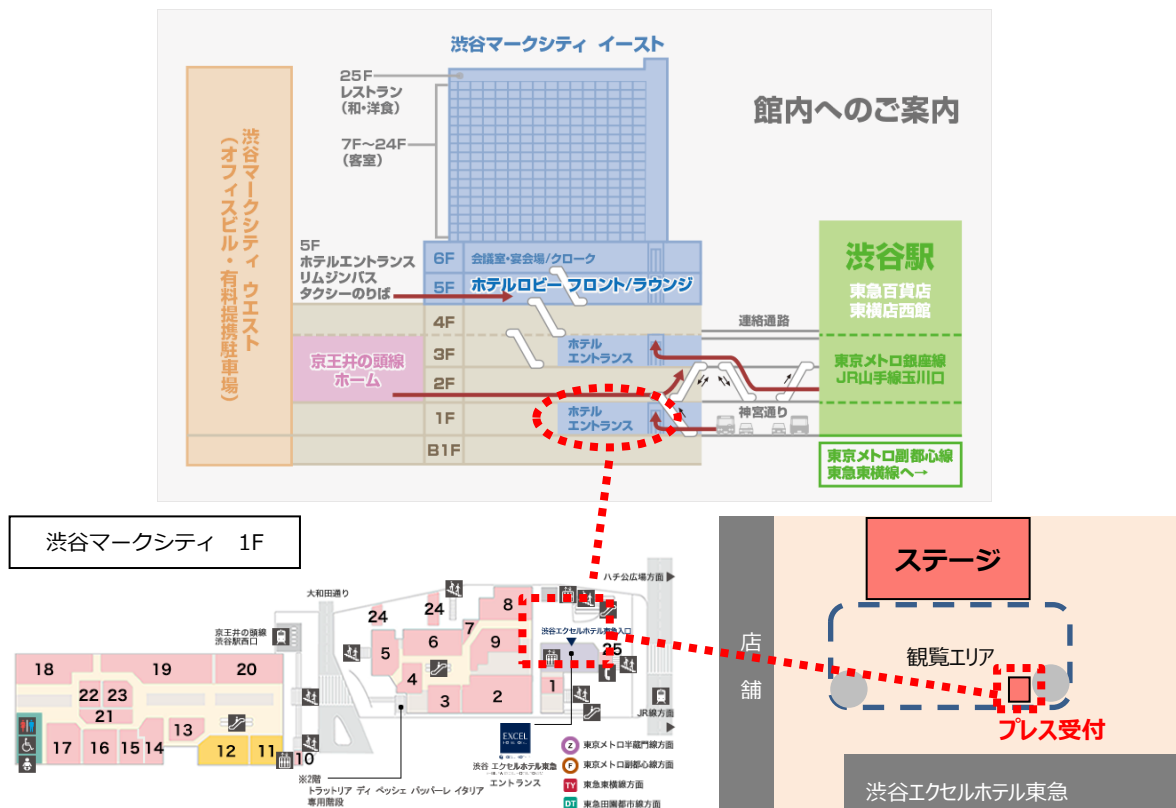 渋谷マークシティ イースト
25F
レストラン
(和・洋食)
7F〜24F
(客室)
館内へのご案内
渋谷マークシティ ウエスト
(オフィスビル・有料提携駐車場)
5F
ホテルエントランス
リムジンバス
タクシーのりば
6F
会議室・宴会場/クローク
5F
ホテルロビー フロント/ラウンジ
4F
3F
ホテル
エントランス
2F
1F
ホテル
エントランス
B1F
京王井の頭線
ホーム
連絡通路
神宮通り
渋谷駅
東急百貨店
東横店西館
東京メトロ銀座線
JR山手線玉川口
東京メトロ副都心線
東急東横線へ→
渋谷マークシティ 1F
大和田通り
ハチ公広場方面
京王井の頭線
渋谷駅西口
渋谷エクセルホテル東急入口
18
19
20
22
23
21
17
16
15
14
13
12
11
10
24
24
5
6
7
8
9
4
3
2
1
25
JR線方面
※2階
トラットリア ディ ペッシェ パッパーレ イタリア
専用階段
EXCEL
渋谷 エクセルホテル東急
エントランス
Z 東京メトロ半蔵門線方面
F 東京メトロ副都心線方面
TY 東急東横線方面
DT 東急田園都市線方面
店舗
ステージ
観覧エリア
プレス受付
渋谷エクセルホテル東急